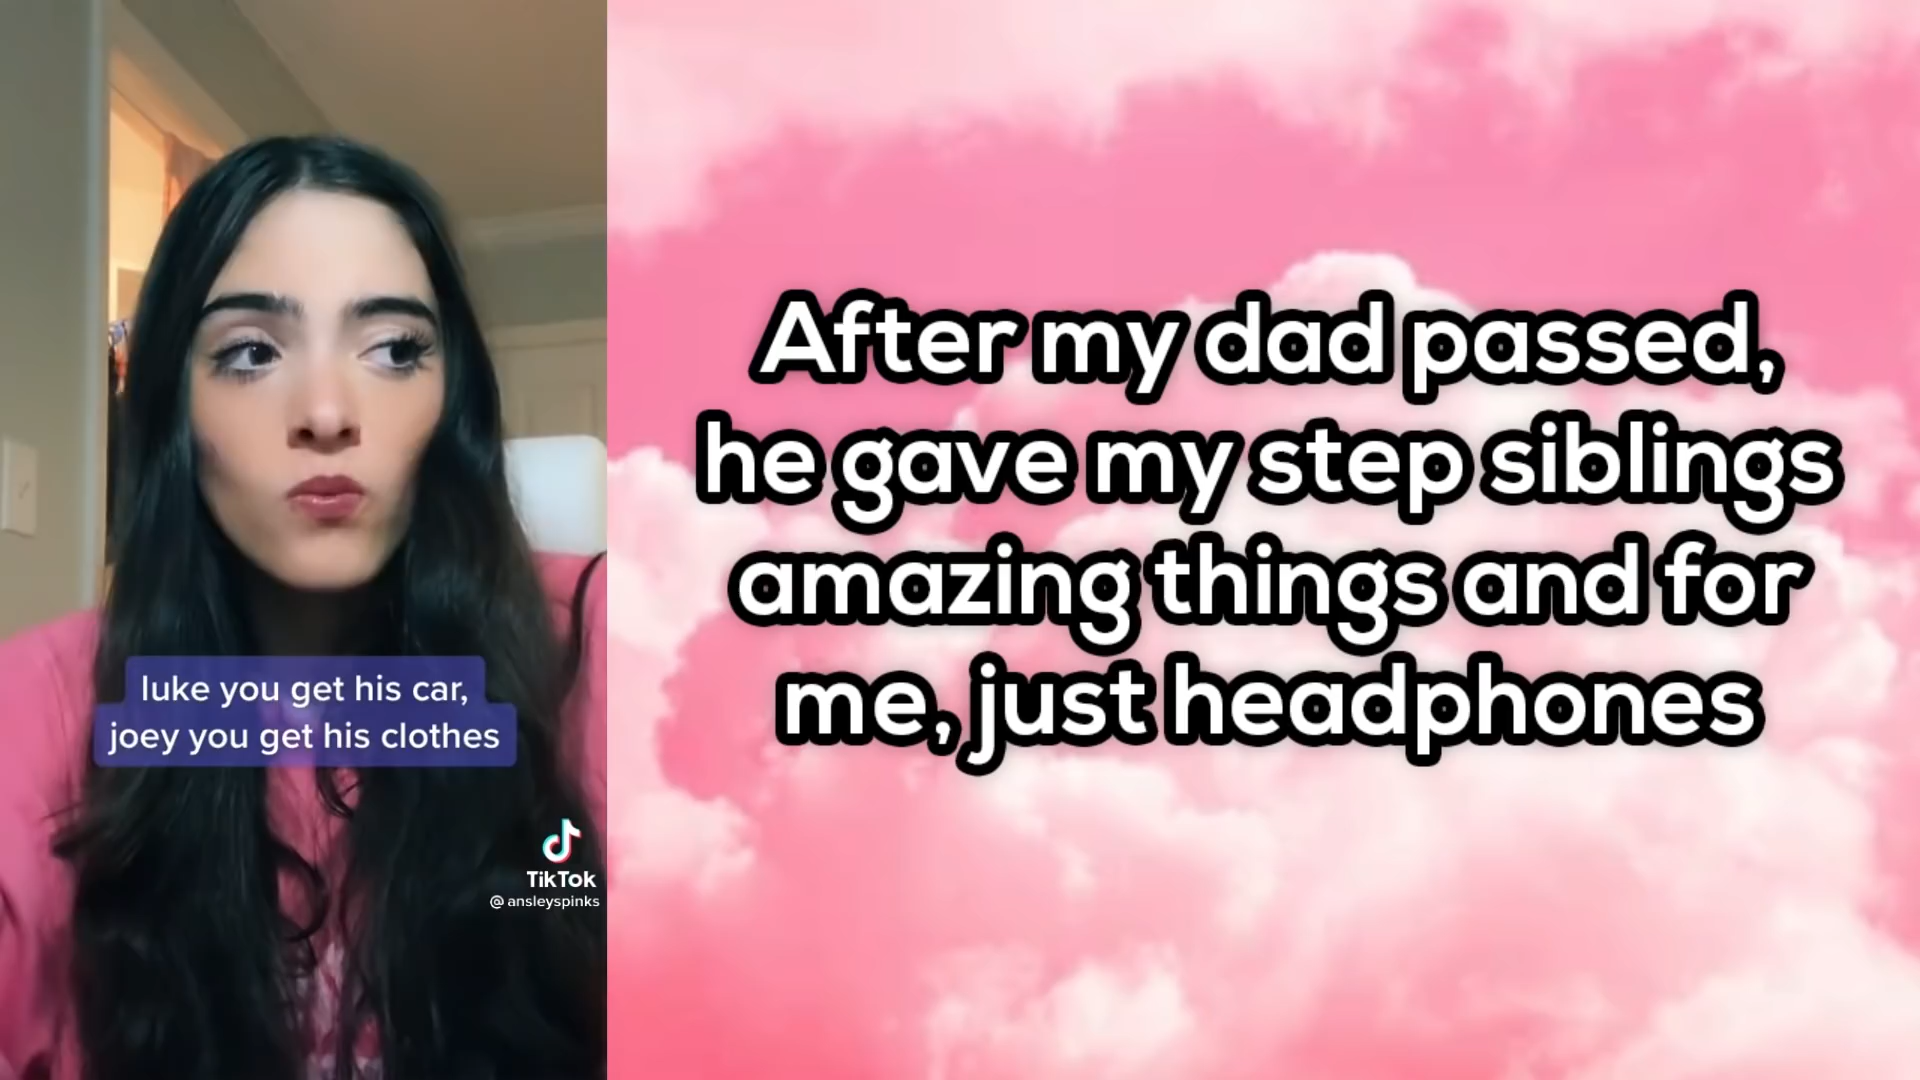 luke you get his car,
joey you get his clothes
TikTok
@ansleyspinks
After my dad passed,
he gave my step siblings
amazing things and for
me, just headphones